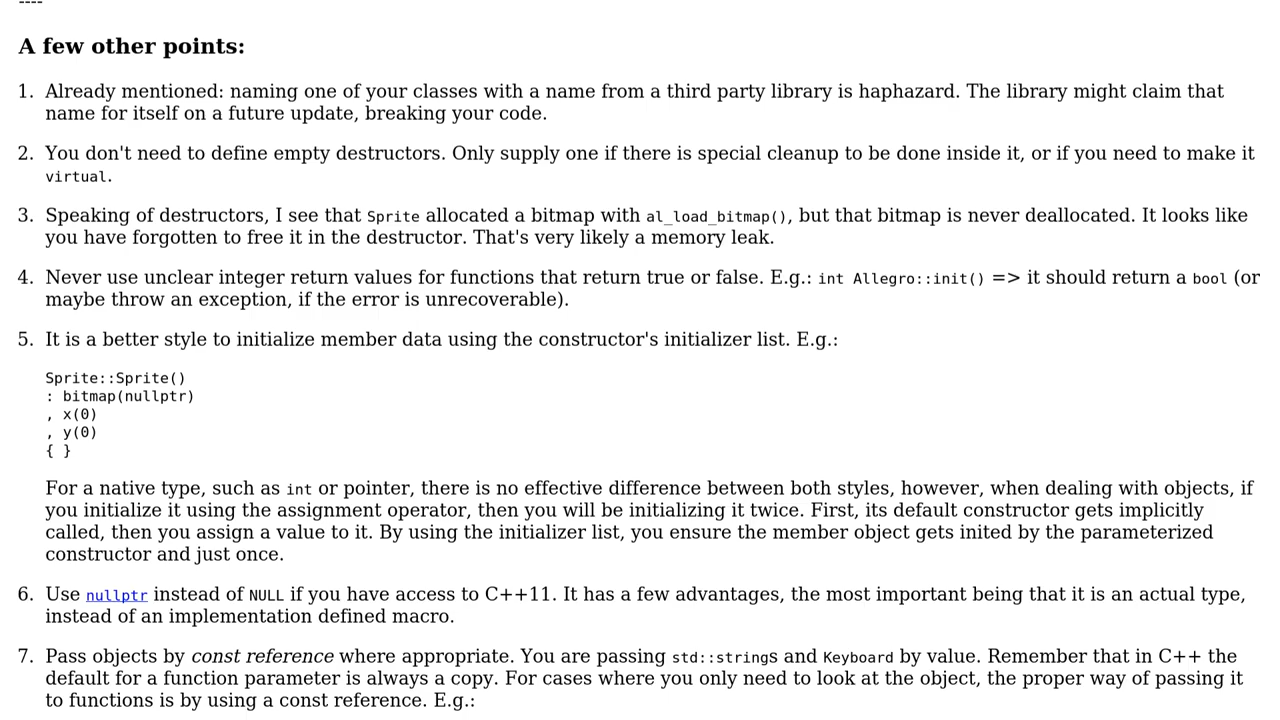 ----
A few other points:
1. Already mentioned: naming one of your classes with a name from a third party library is haphazard. The library might claim that
name for itself on a future update, breaking your code.
2. You don't need to define empty destructors. Only supply one if there is special cleanup to be done inside it, or if you need to make it
virtual.
3. Speaking of destructors, I see that Sprite allocated a bitmap with al_load_bitmap(), but that bitmap is never deallocated. It looks like
you have forgotten to free it in the destructor. That's very likely a memory leak.
4. Never use unclear integer return values for functions that return true or false. E.g.: int Allegro::init() => it should return a bool (or
maybe throw an exception, if the error is unrecoverable).
5. It is a better style to initialize member data using the constructor's initializer list. E.g.:
Sprite::Sprite()
: bitmap(nullptr)
, x(0)
, y(0)
{ }
For a native type, such as int or pointer, there is no effective difference between both styles, however, when dealing with objects, if
you initialize it using the assignment operator, then you will be initializing it twice. First, its default constructor gets implicitly
called, then you assign a value to it. By using the initializer list, you ensure the member object gets inited by the parameterized
constructor and just once.
6. Use nullptr instead of NULL if you have access to C++11. It has a few advantages, the most important being that it is an actual type,
instead of an implementation defined macro.
7. Pass objects by const reference where appropriate. You are passing std::strings and Keyboard by value. Remember that in C++ the
default for a function parameter is always a copy. For cases where you only need to look at the object, the proper way of passing it
to functions is by using a const reference. E.g.: